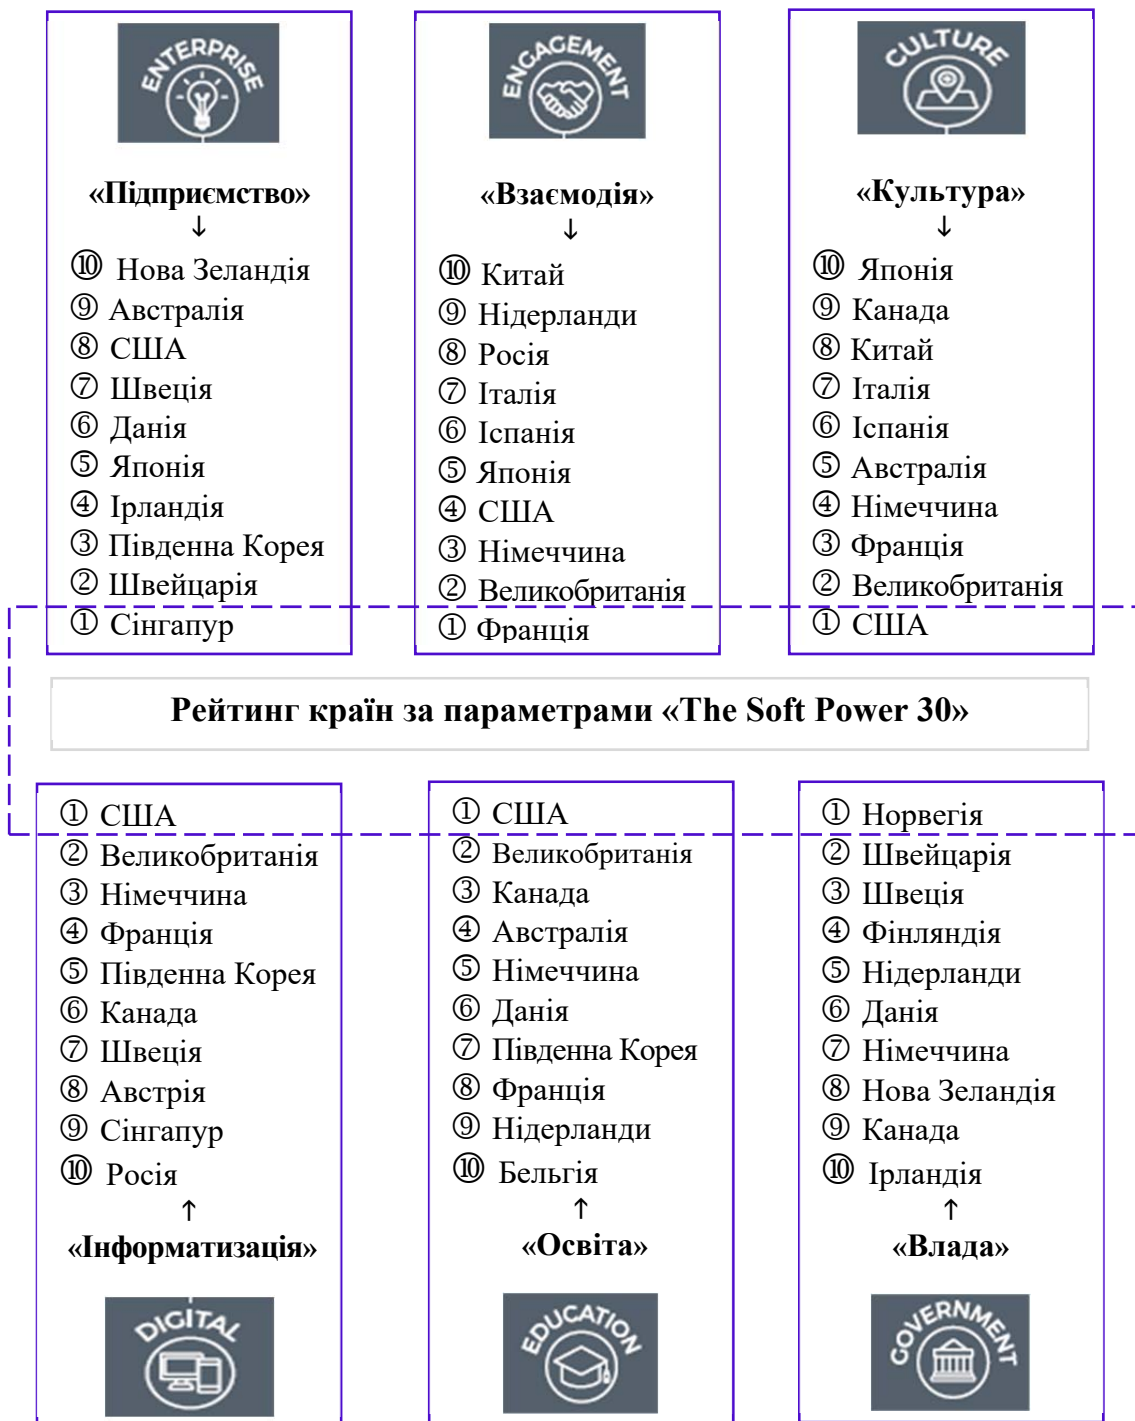 ENTERPRISE
«Підприємство»
↓
⑩ Нова Зеландія
⑨ Австралія
⑧ США
⑦ Швеція
⑥ Данія
⑤ Японія
④ Ірландія
③ Південна Корея
② Швейцарія
① Сінгапур
ENGAGEMENT
«Взаємодія»
↓
⑩ Китай
⑨ Нідерланди
⑧ Росія
⑦ Італія
⑥ Іспанія
⑤ Японія
④ США
③ Німеччина
② Великобританія
① Франція
CULTURE
«Культура»
↓
⑩ Японія
⑨ Канада
⑧ Китай
⑦ Італія
⑥ Іспанія
⑤ Австралія
④ Німеччина
③ Франція
② Великобританія
① США
Рейтинг країн за параметрами «The Soft Power 30»
① США
② Великобританія
③ Німеччина
④ Франція
⑤ Південна Корея
⑥ Канада
⑦ Швеція
⑧ Австрія
⑨ Сінгапур
⑩ Росія
↑
«Інформатизація»
DIGITAL
① США
② Великобританія
③ Канада
④ Австралія
⑤ Німеччина
⑥ Данія
⑦ Південна Корея
⑧ Франція
⑨ Нідерланди
⑩ Бельгія
↑
«Освіта»
EDUCATION
① Норвегія
② Швейцарія
③ Швеція
④ Фінляндія
⑤ Нідерланди
⑥ Данія
⑦ Німеччина
⑧ Нова Зеландія
⑨ Канада
⑩ Ірландія
↑
«Влада»
GOVERNMENT